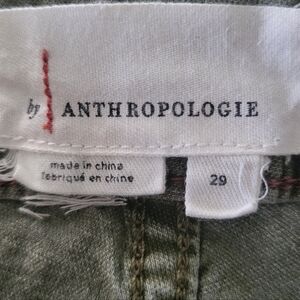 by ANTHROPOLOGIE
made in china
fabriqué en chine
29